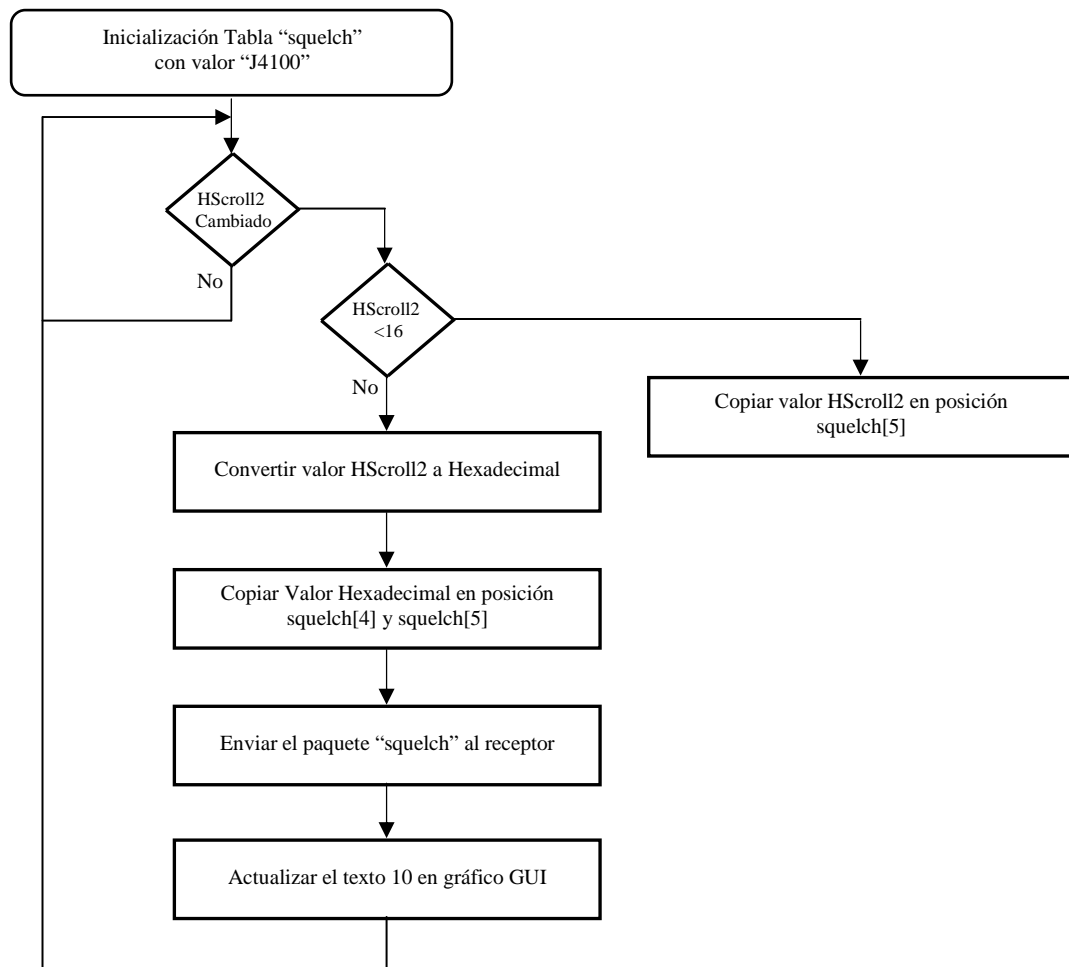 Inicialización Tabla “squelch”
con valor “J4100”
HScroll2
Cambiado
No
HScroll2
<16
No
Copiar valor HScroll2 en posición
squelch[5]
Convertir valor HScroll2 a Hexadecimal
Copiar Valor Hexadecimal en posición
squelch[4] y squelch[5]
Enviar el paquete “squelch” al receptor
Actualizar el texto 10 en gráfico GUI